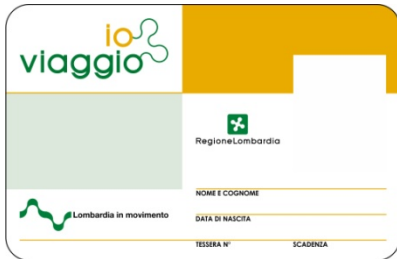 io
viaggio
RegioneLombardia
NOME E COGNOME
Lombardia in movimento
DATA DI NASCITA
TESSERA N° SCADENZA